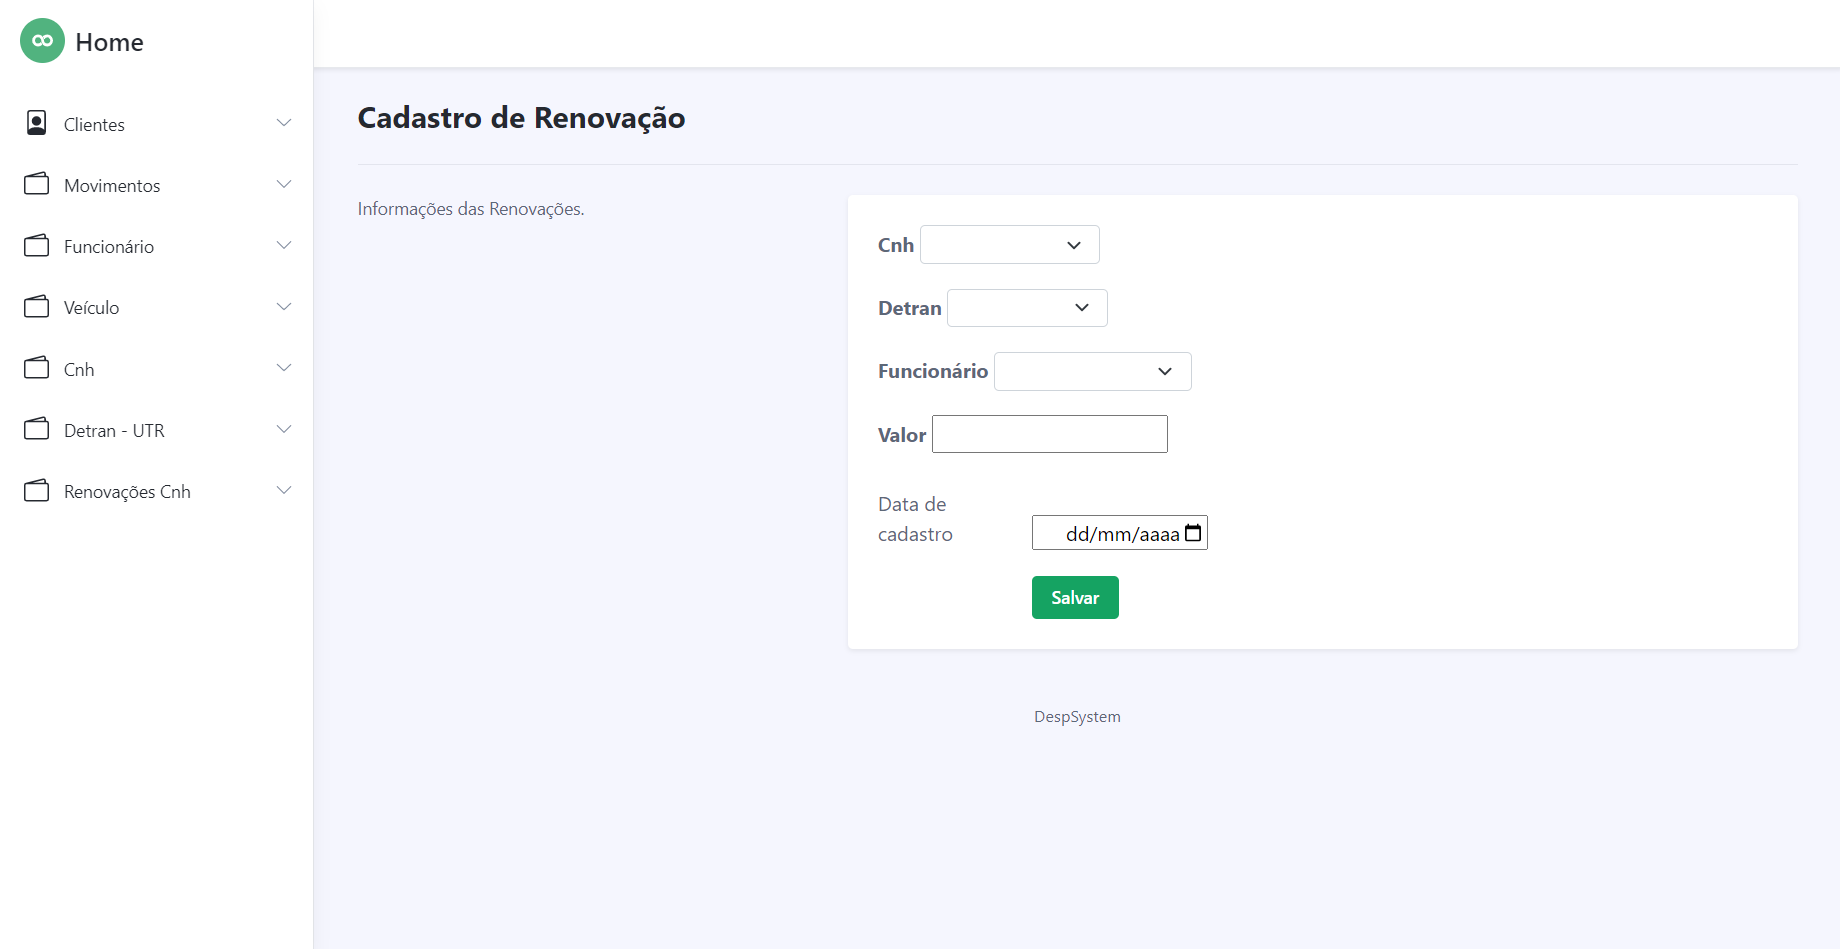 Home
Clientes
Movimentos
Funcionário
Veículo
Cnh
Detran - UTR
Renovações Cnh
Cadastro de Renovação
Informações das Renovações.
Cnh
Detran
Funcionário
Valor
Data de
cadastro
dd/mm/aaaa
Salvar
DespSystem